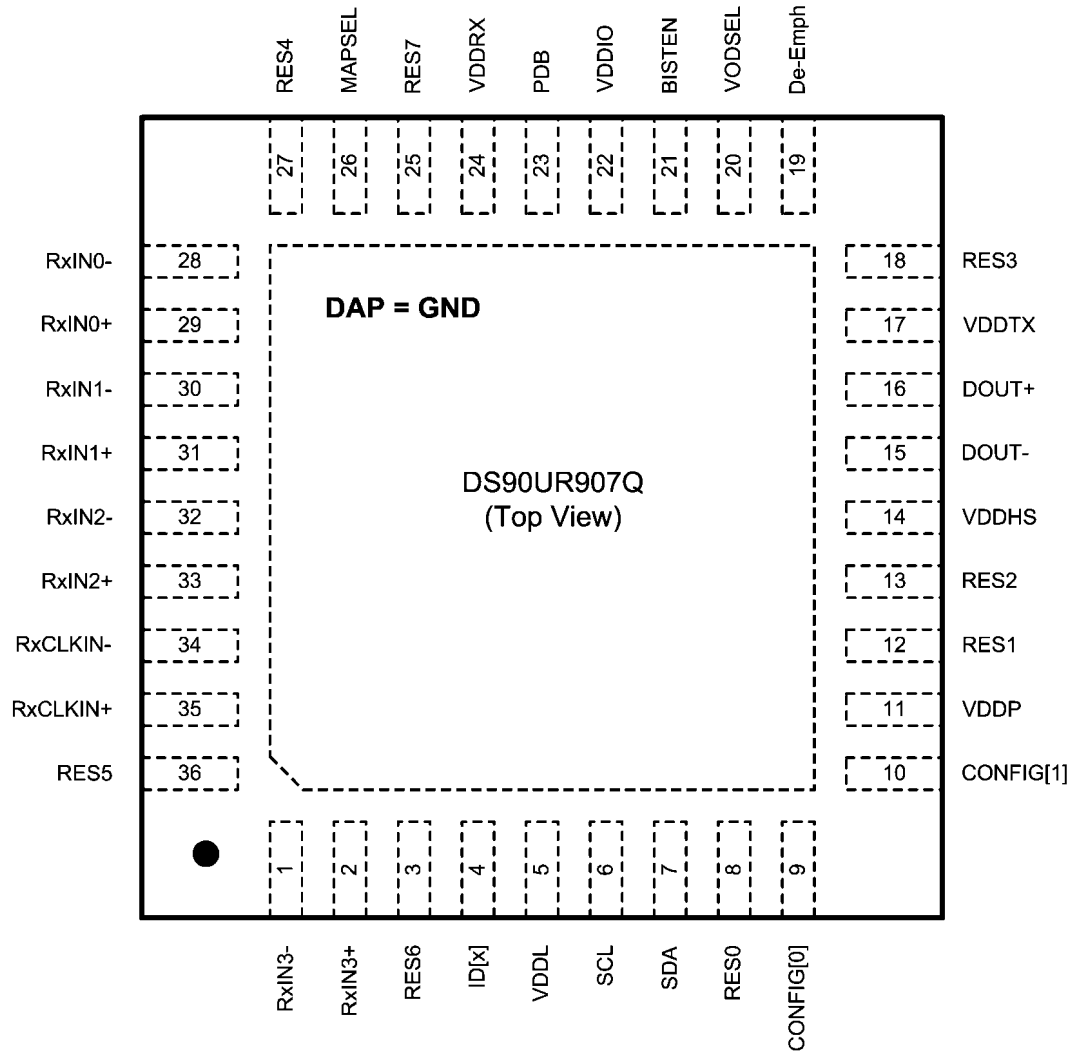 RES4
MAPSEL
RES7
VDDRX
PDB
VDDIO
BISTEN
VODSEL
De-Emph
27
26
25
24
23
22
21
20
19
RxIN0-
28
18
RES3
DAP = GND
RxIN0+
29
17
VDDTX
RxIN1-
30
16
DOUT+
RxIN1+
31
15
DOUT-
DS90UR907Q
(Top View)
RxIN2-
32
14
VDDHS
RxIN2+
33
13
RES2
RxCLKIN-
34
12
RES1
RxCLKIN+
35
11
VDDP
RES5
36
10
CONFIG[1]
1
2
3
4
5
6
7
8
9
RxIN3-
RxIN3+
RES6
ID[x]
VDDL
SCL
SDA
RES0
CONFIG[0]